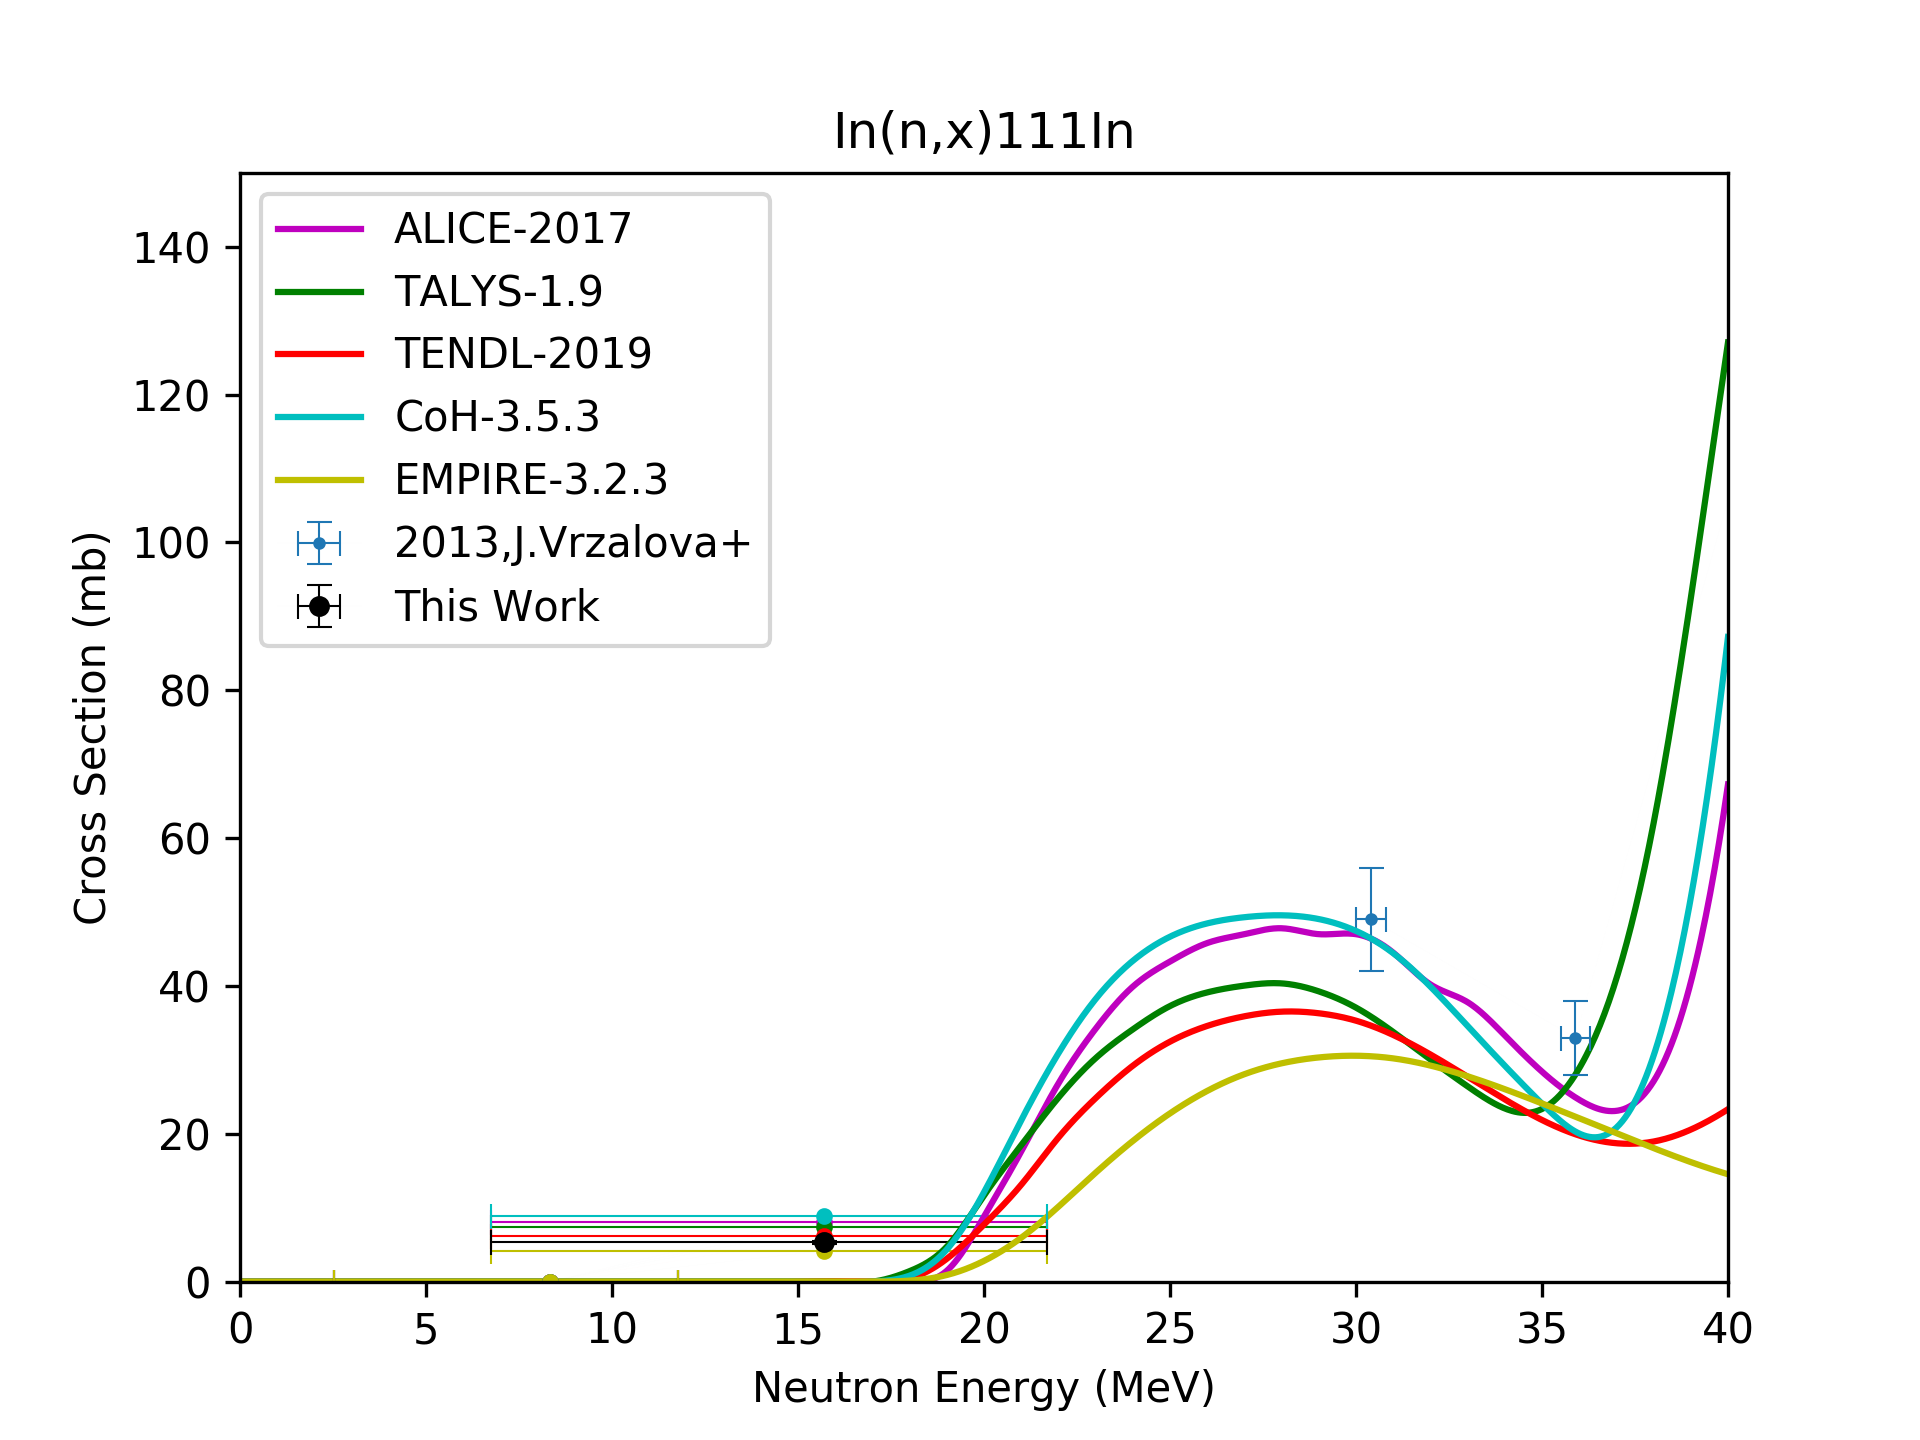 In(n,x)111In
ALICE-2017
TALYS-1.9
TENDL-2019
CoH-3.5.3
EMPIRE-3.2.3
2013,J.Vrzalova+
This Work
Cross Section (mb)
140
120
100
80
60
40
20
0
0 5 10 15 20 25 30 35 40
Neutron Energy (MeV)